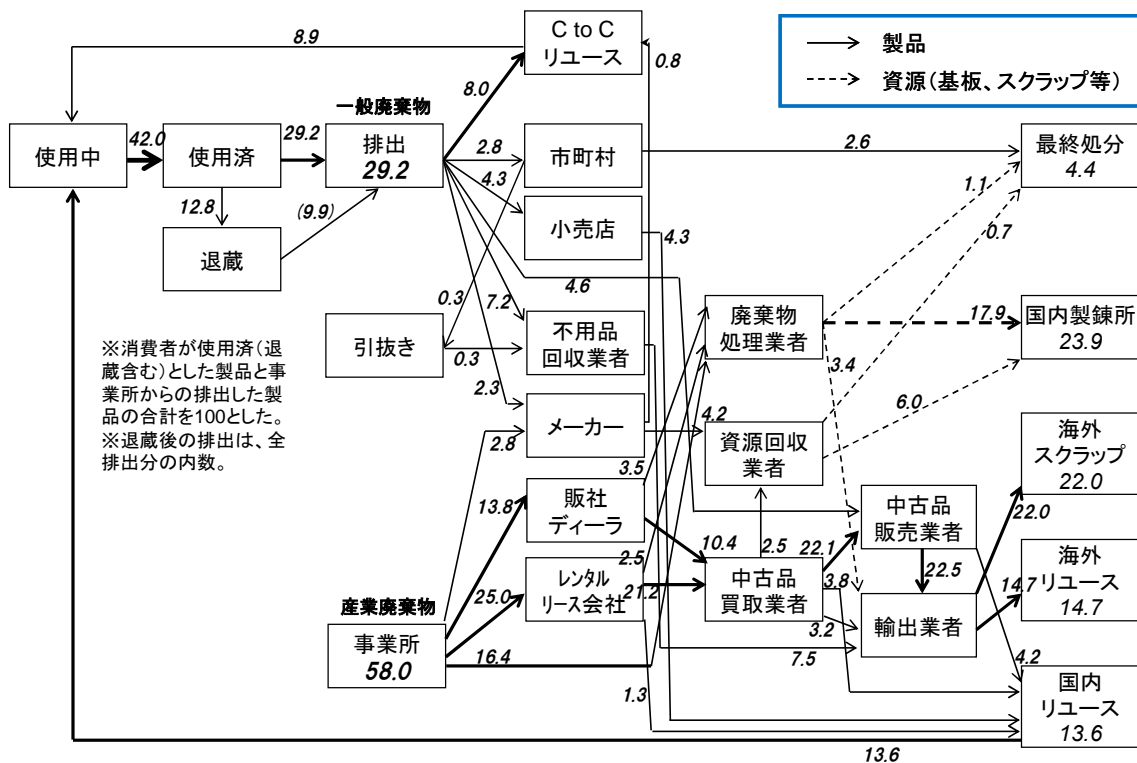 8.9
C to C
リユース
0.8
製品
資源(基板、スクラップ等)
8.0
一般廃棄物
使用中
42.0
使用済
29.2
排出
29.2
2.8
市町村
2.6
最終処分
4.4
4.3
1.1
12.8
(9.9)
小売店
4.3
0.7
退蔵
4.6
0.3
7.2
引抜き
0.3
不用品
回収業者
廃棄物
処理業者
17.9
国内製錬所
23.9
3.4
※消費者が使用済(退
蔵含む)とした製品と事
業所からの排出した製
品の合計を100とした。
※退蔵後の排出は、全
排出分の内数。
2.3
6.0
2.8
メーカー
4.2
資源回収
業者
海外
スクラップ
22.0
3.5
13.8
販社
ディーラ
中古品
販売業者
22.0
10.4
2.5
22.1
2.5
22.5
産業廃棄物
25.0
レンタル
リース会社
21.2
中古品
買取業者
3.8
14.7
海外
リユース
14.7
3.2
輸出業者
事業所
58.0
16.4
7.5
4.2
1.3
国内
リユース
13.6
13.6